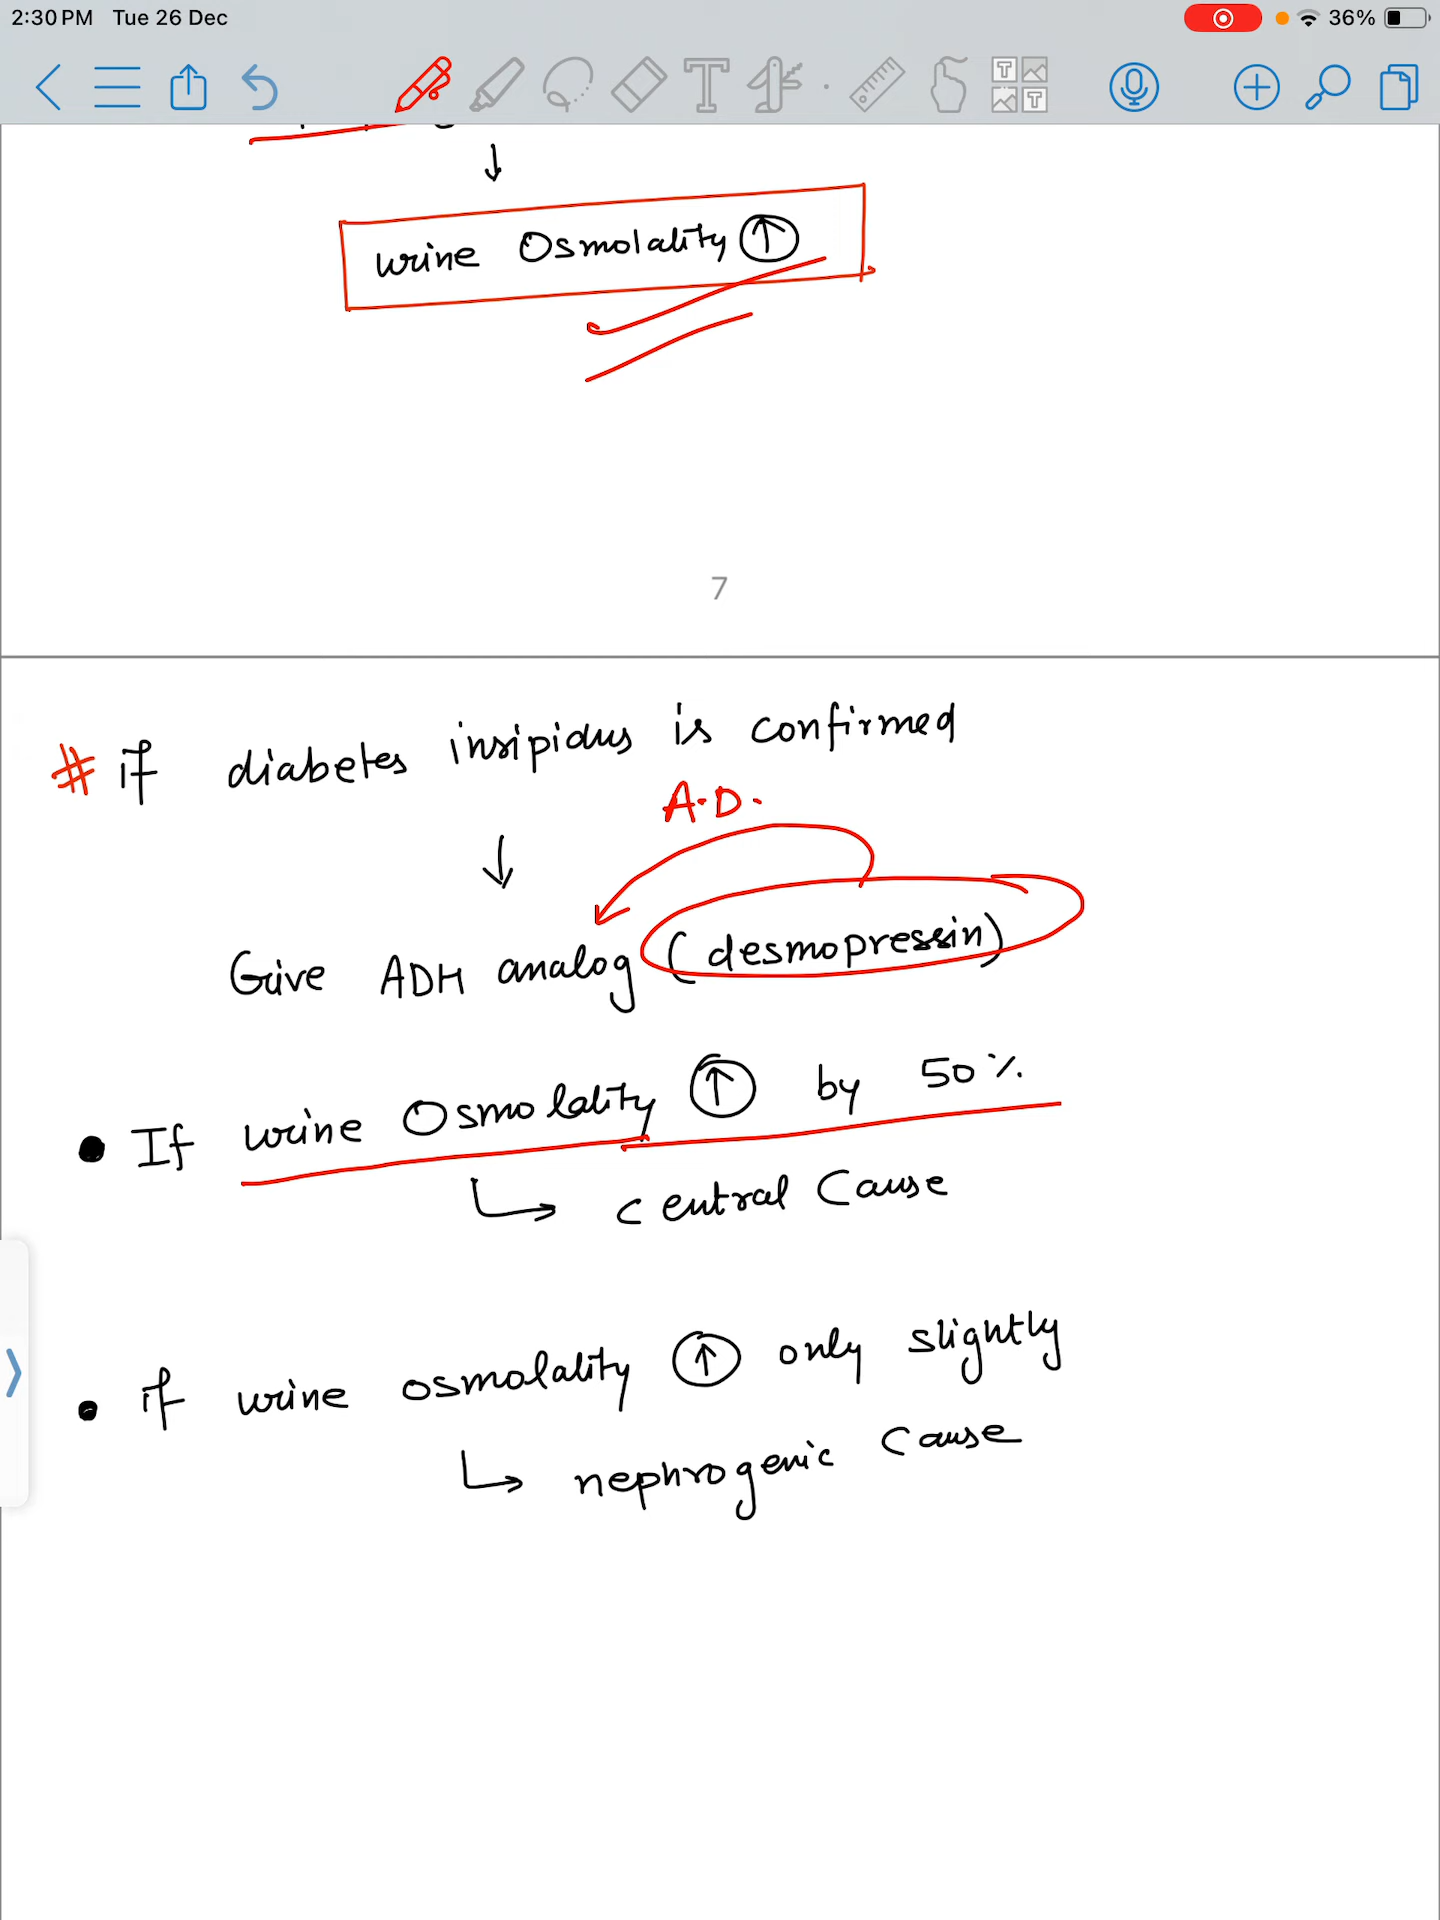 2:30 PM Tue 26 Dec 36%
T
T
T
↓
urine Osmolality ↑
7
# if diabetes insipidus is confirmed
A.D.
↓
Give ADH analog (desmopressin)
• If urine Osmolality ↑ by 50%
↳ central Cause
• if urine osmolality ↑ only slightly
↳ nephrogenic Cause